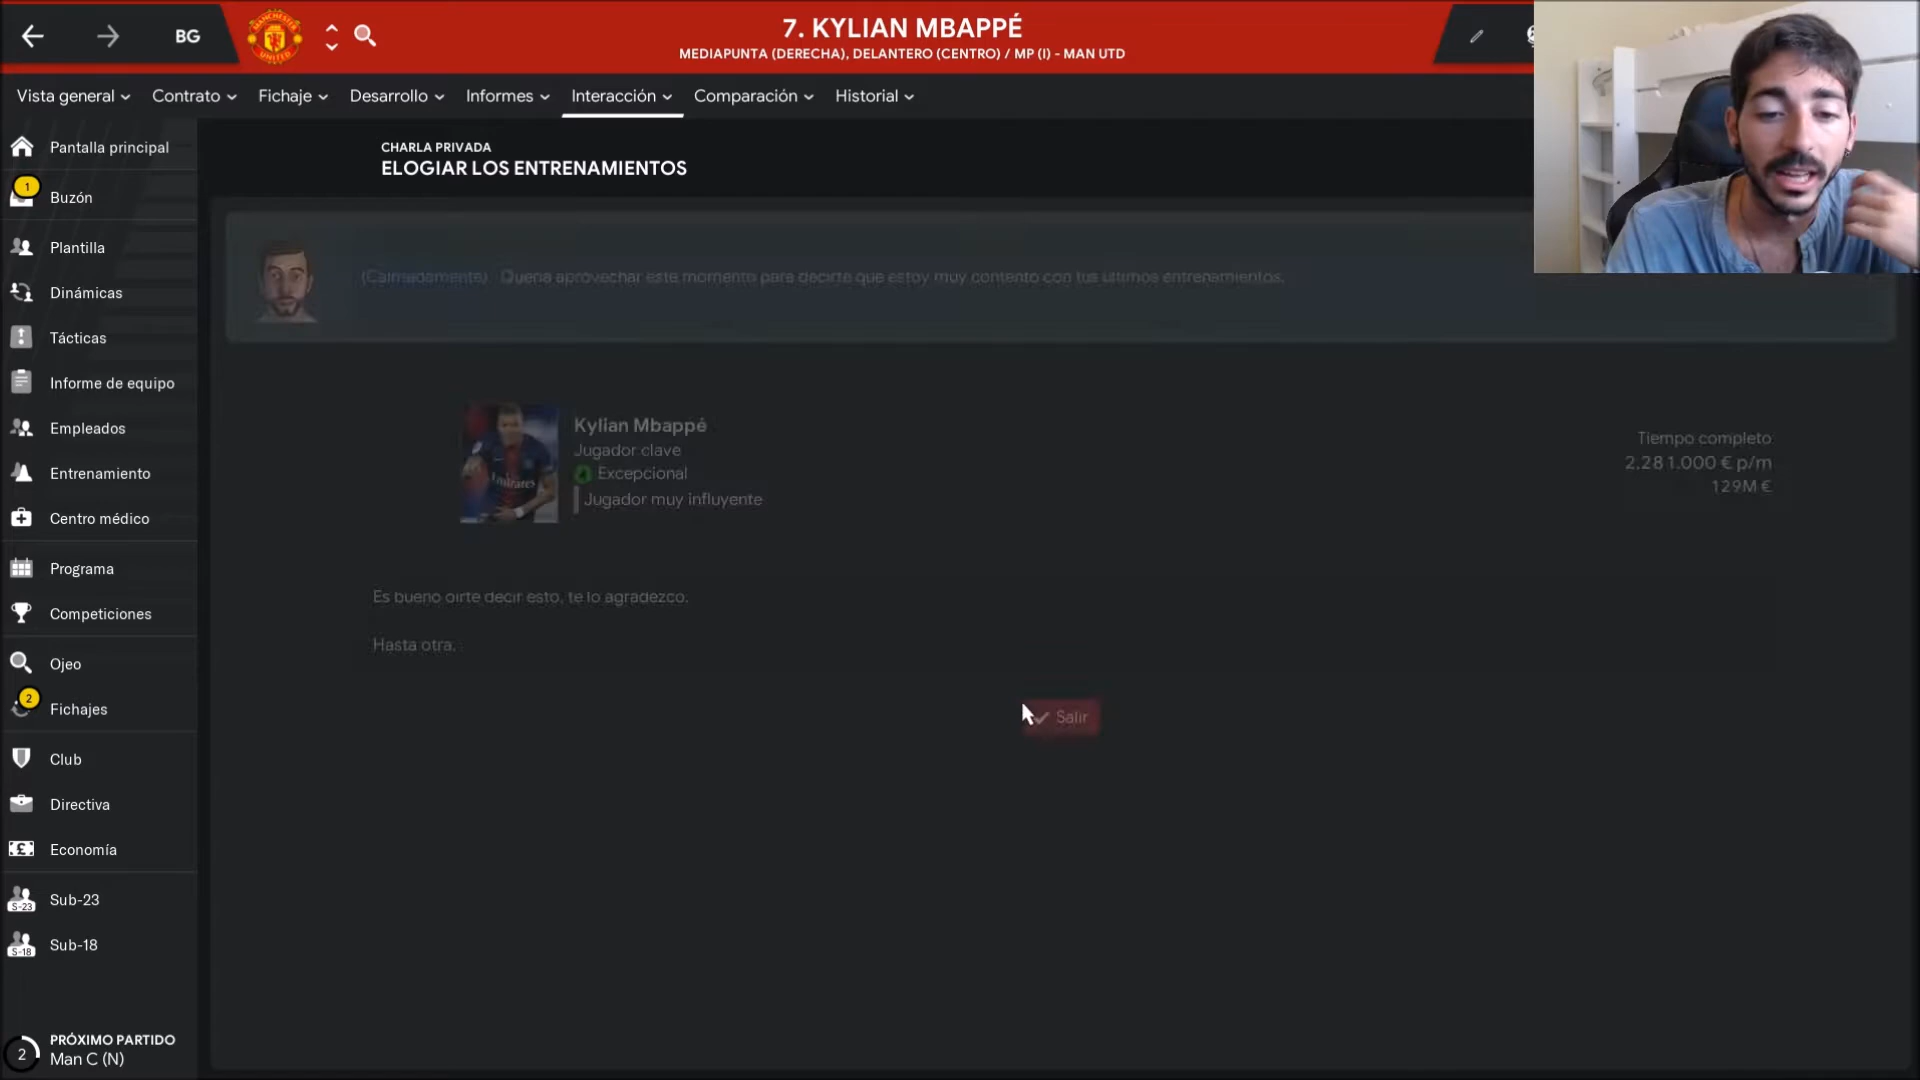 BG
7. KYLIAN MBAPPÉ
MEDIAPUNTA (DERECHA), DELANTERO (CENTRO) / MP (I) - MAN UTD
Vista general
Contrato
Fichaje
Desarrollo
Informes
Interacción
Comparación
Historial
CHARLA PRIVADA
ELOGIAR LOS ENTRENAMIENTOS
Pantalla principal
1
Buzón
Plantilla
Dinámicas
Tácticas
Informe de equipo
Empleados
Entrenamiento
Centro médico
Programa
Competiciones
Ojeo
2
Fichajes
Club
Directiva
Economía
S-23
Sub-23
S-18
Sub-18
2
PRÓXIMO PARTIDO
Man C (N)
(Calmadamente) Quería aprovechar este momento para decirte que estoy muy contento con tus últimos entrenamientos.
Kylian Mbappé
Jugador clave
Excepcional
Jugador muy influyente
Emirates
Tiempo completo
2.281.000 € p/m
129M €
Es bueno oírte decir esto, te lo agradezco.
Hasta otra.
Salir